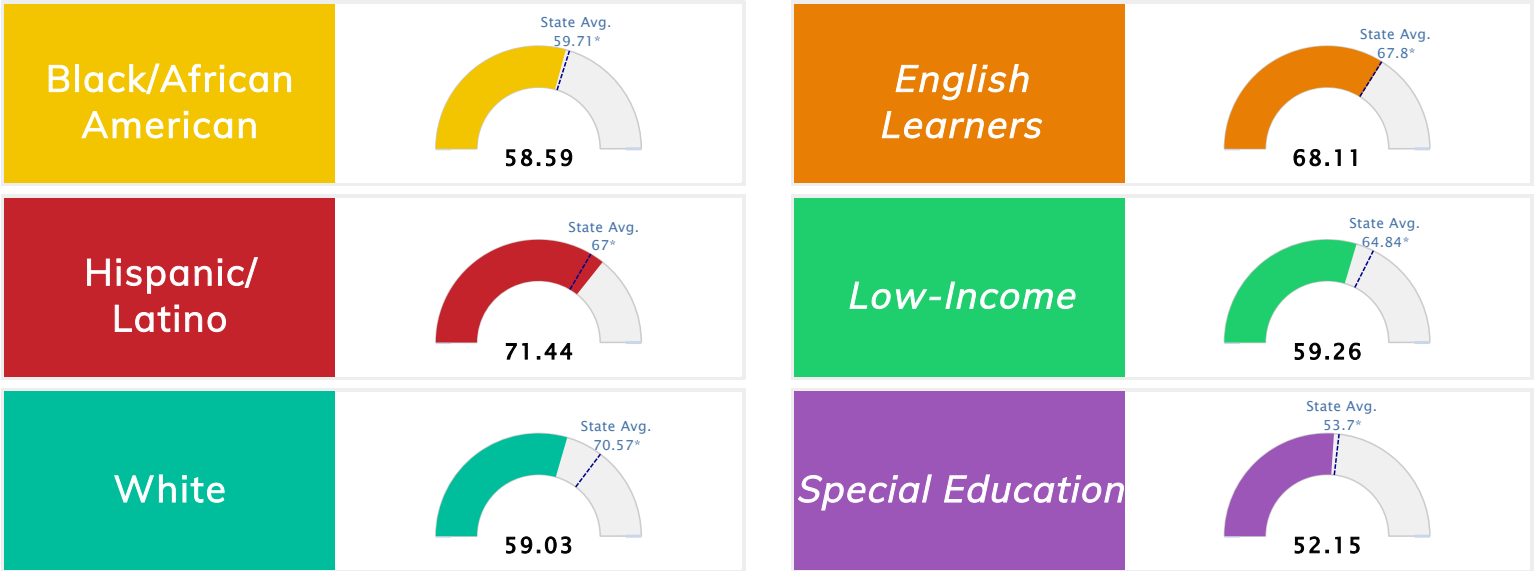 Black/African
American
State Avg.
59.71*
58.59
English
Learners
State Avg.
67.8*
68.11
Hispanic/
Latino
State Avg.
67*
71.44
Low-Income
State Avg.
64.84*
59.26
White
State Avg.
70.57*
59.03
Special Education
State Avg.
53.7*
52.15